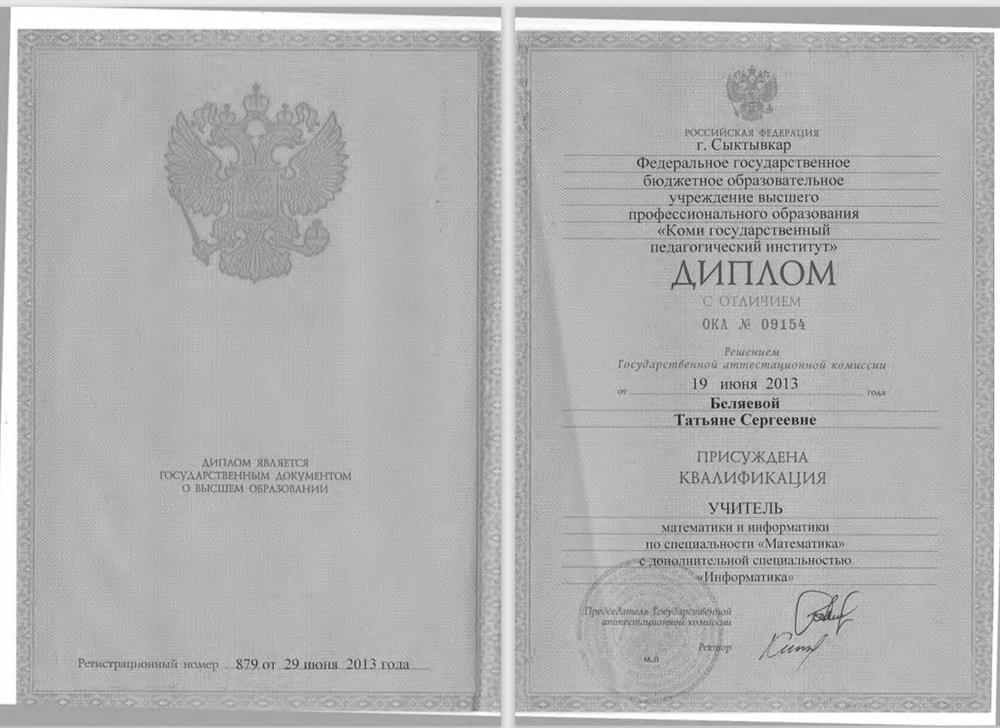 ДИПЛОМ ЯВЛЯЕТСЯ
ГОСУДАРСТВЕННЫМ ДОКУМЕНТОМ
О ВЫСШЕМ ОБРАЗОВАНИИ
Регистрационный номер 879 от 29 июня 2013 года
РОССИЙСКАЯ ФЕДЕРАЦИЯ
г. Сыктывкар
Федеральное государственное
бюджетное образовательное
учреждение высшего
профессионального образования
«Коми государственный
педагогический институт»
ДИПЛОМ
С ОТЛИЧИЕМ
ОКА № 09154
Решением
Государственной аттестационной комиссии
от 19 июня 2013 года
Беляевой
Татьяне Сергеевне
ПРИСУЖДЕНА
КВАЛИФИКАЦИЯ
УЧИТЕЛЬ
математики и информатики
по специальности «Математика»
с дополнительной специальностью
«Информатика»
Председатель Государственной
аттестационной комиссии
Ректор
М.П.